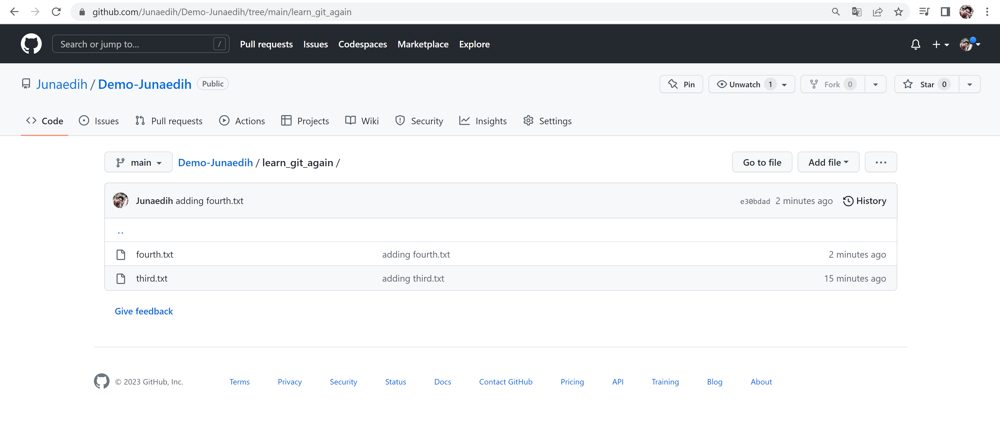 github.com/Junaedih/Demo-Junaedih/tree/main/learn_git_again
Search or jump to... / Pull requests Issues Codespaces Marketplace Explore
Junaedih / Demo-Junaedih Public Pin Unwatch 1 Fork 0 Star 0
Code Issues Pull requests Actions Projects Wiki Security Insights Settings
main Demo-Junaedih / learn_git_again / Go to file Add file ...
Junaedih adding fourth.txt e30bdad 2 minutes ago History
..
fourth.txt adding fourth.txt 2 minutes ago
third.txt adding third.txt 15 minutes ago
Give feedback
© 2023 GitHub, Inc. Terms Privacy Security Status Docs Contact GitHub Pricing API Training Blog About